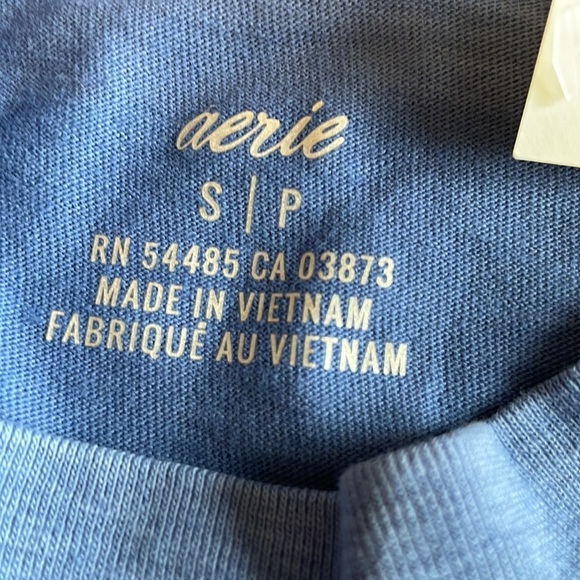 aerie
S | P
RN 54485 CA 03873
MADE IN VIETNAM
FABRIQUÉ AU VIETNAM